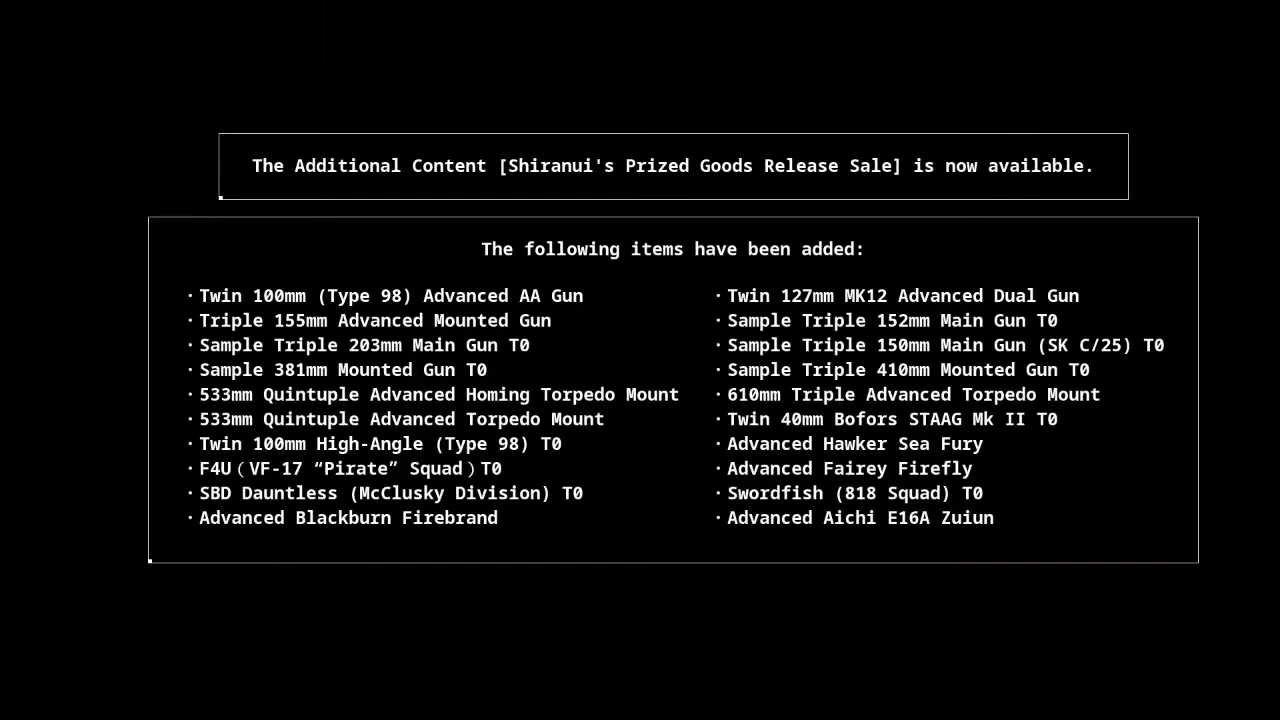 The Additional Content [Shiranui's Prized Goods Release Sale] is now available.
The following items have been added:
・Twin 100mm (Type 98) Advanced AA Gun
・Triple 155mm Advanced Mounted Gun
・Sample Triple 203mm Main Gun T0
・Sample 381mm Mounted Gun T0
・533mm Quintuple Advanced Homing Torpedo Mount
・533mm Quintuple Advanced Torpedo Mount
・Twin 100mm High-Angle (Type 98) T0
・F4U（VF-17 “Pirate” Squad）T0
・SBD Dauntless (McClusky Division) T0
・Advanced Blackburn Firebrand
・Twin 127mm MK12 Advanced Dual Gun
・Sample Triple 152mm Main Gun T0
・Sample Triple 150mm Main Gun (SK C/25) T0
・Sample Triple 410mm Mounted Gun T0
・610mm Triple Advanced Torpedo Mount
・Twin 40mm Bofors STAAG Mk II T0
・Advanced Hawker Sea Fury
・Advanced Fairey Firefly
・Swordfish (818 Squad) T0
・Advanced Aichi E16A Zuiun